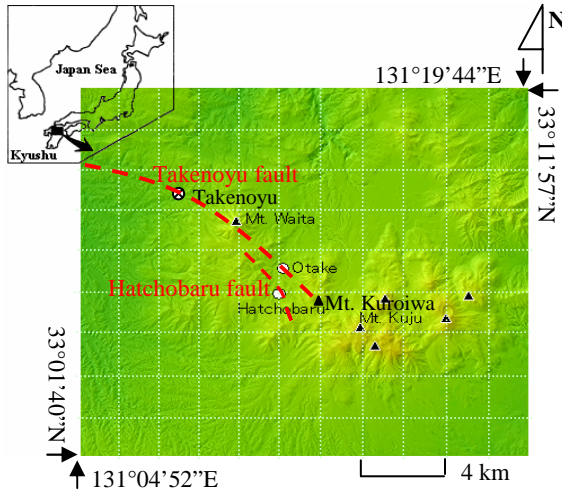 N
Japan Sea
Kyushu
131°19'44"E
33°11'57"N
Takenoyu fault
Takenoyu
Mt. Waita
Otake
Hatchobaru fault
Hatchobaru
Mt. Kuroiwa
Mt. Kuju
33°01'40"N
131°04'52"E
4 km